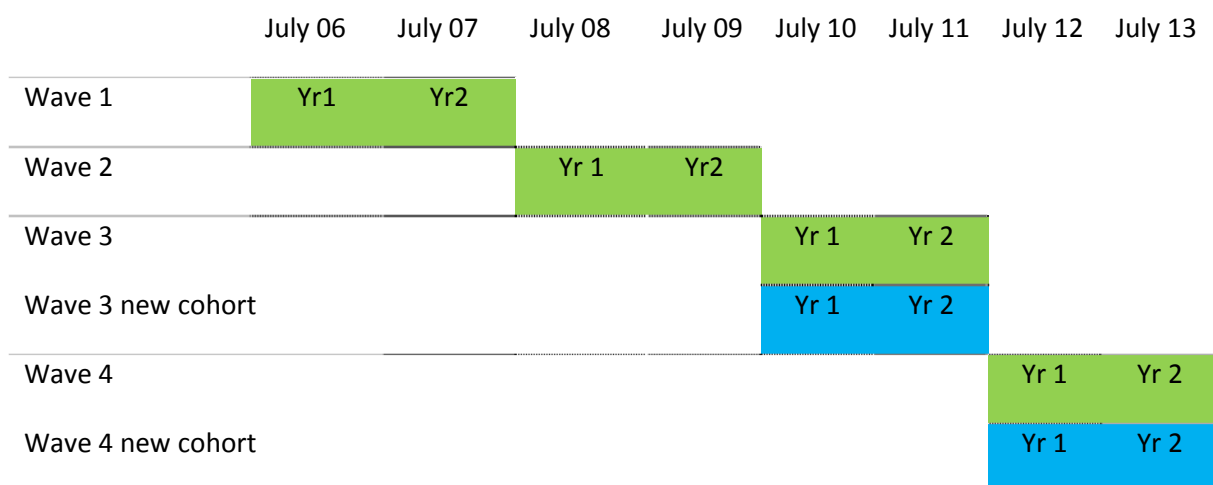 July 06 July 07 July 08 July 09 July 10 July 11 July 12 July 13
Wave 1 Yr1 Yr2
Wave 2 Yr 1 Yr2
Wave 3 Yr 1 Yr 2
Wave 3 new cohort Yr 1 Yr 2
Wave 4 Yr 1 Yr 2
Wave 4 new cohort Yr 1 Yr 2